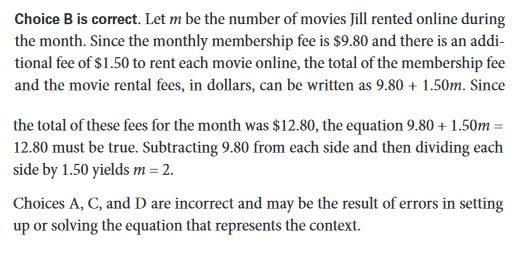 Choice B is correct. Let m be the number of movies Jill rented online during
the month. Since the monthly membership fee is $9.80 and there is an addi-
tional fee of $1.50 to rent each movie online, the total of the membership fee
and the movie rental fees, in dollars, can be written as 9.80 + 1.50m. Since
the total of these fees for the month was $12.80, the equation 9.80 + 1.50m =
12.80 must be true. Subtracting 9.80 from each side and then dividing each
side by 1.50 yields m = 2.
Choices A, C, and D are incorrect and may be the result of errors in setting
up or solving the equation that represents the context.